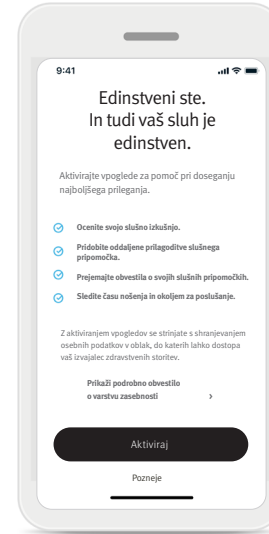 9:41
Edinstveni ste.
In tudi vaš sluh je
edinstven.
Aktivirajte vpoglede za pomoč pri doseganju
najboljšega prileganja.
Ocenite svojo slušno izkušnjo.
Pridobite oddaljene prilagoditve slušnega
pripomočka.
Prejemajte obvestila o svojih slušnih pripomočkih.
Sledite času nošenja in okoljem za poslušanje.
Z aktiviranjem vpogledov se strinjate s shranjevanjem
osebnih podatkov v oblak, do katerih lahko dostopa
vaš izvajalec zdravstvenih storitev.
Prikaži podrobno obvestilo
o varstvu zasebnosti
Aktiviraj
Pozneje